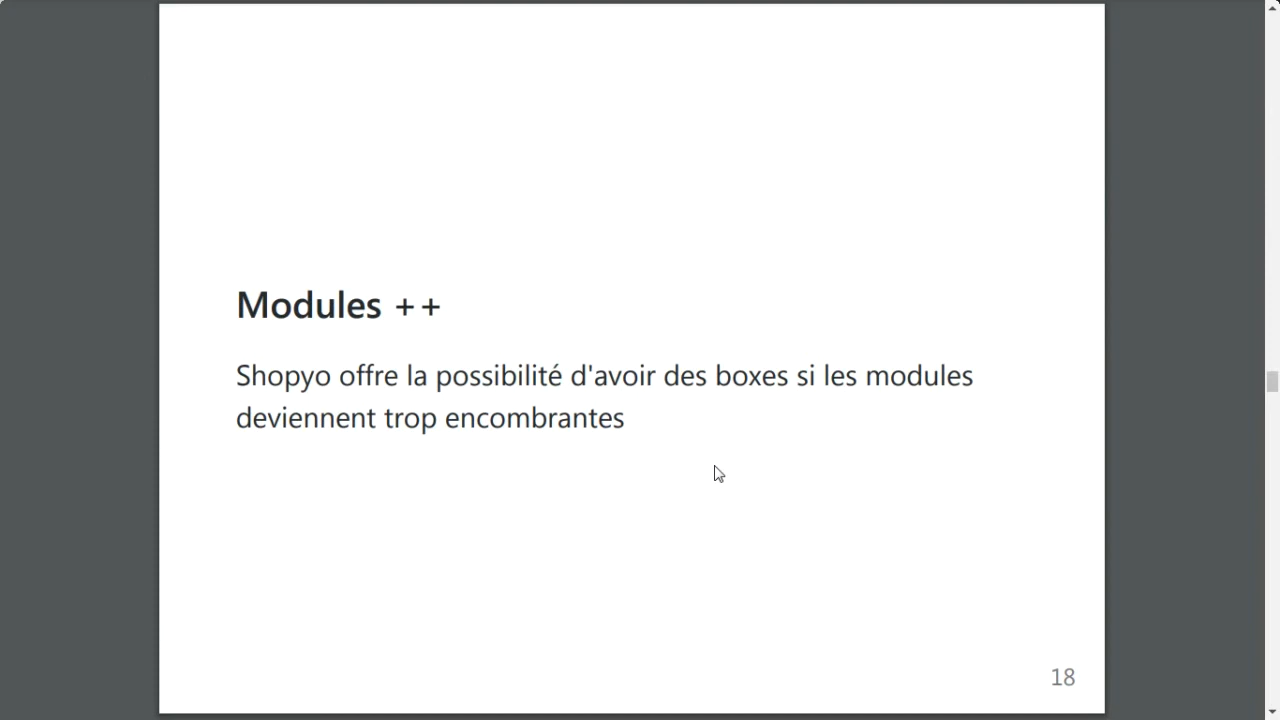 Modules ++
Shopyo offre la possibilité d'avoir des boxes si les modules
deviennent trop encombrantes
18